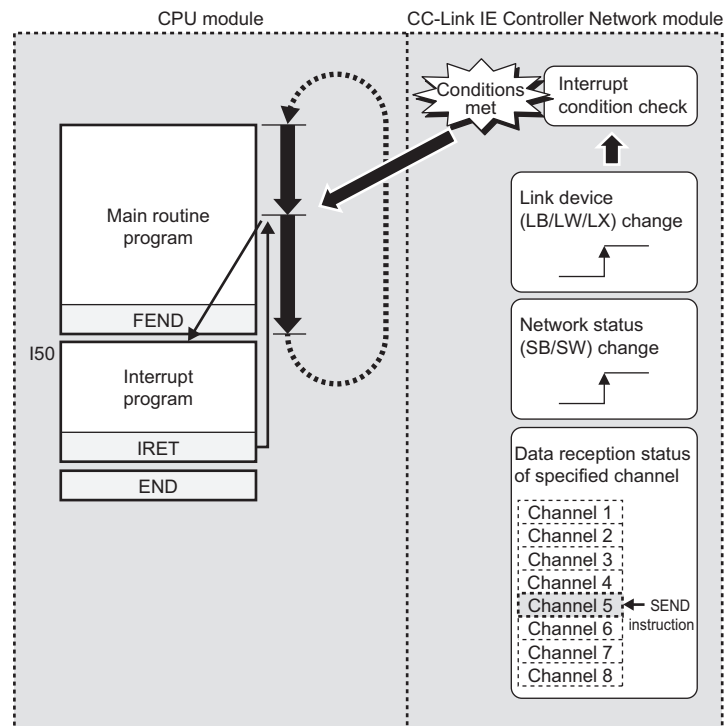 CPU module
CC-Link IE Controller Network module
Conditions
met
Interrupt
condition check
Main routine
program
FEND
I50
Interrupt
program
IRET
END
Link device
(LB/LW/LX) change
Network status
(SB/SW) change
Data reception status
of specified channel
Channel 1
Channel 2
Channel 3
Channel 4
Channel 5
SEND
instruction
Channel 6
Channel 7
Channel 8